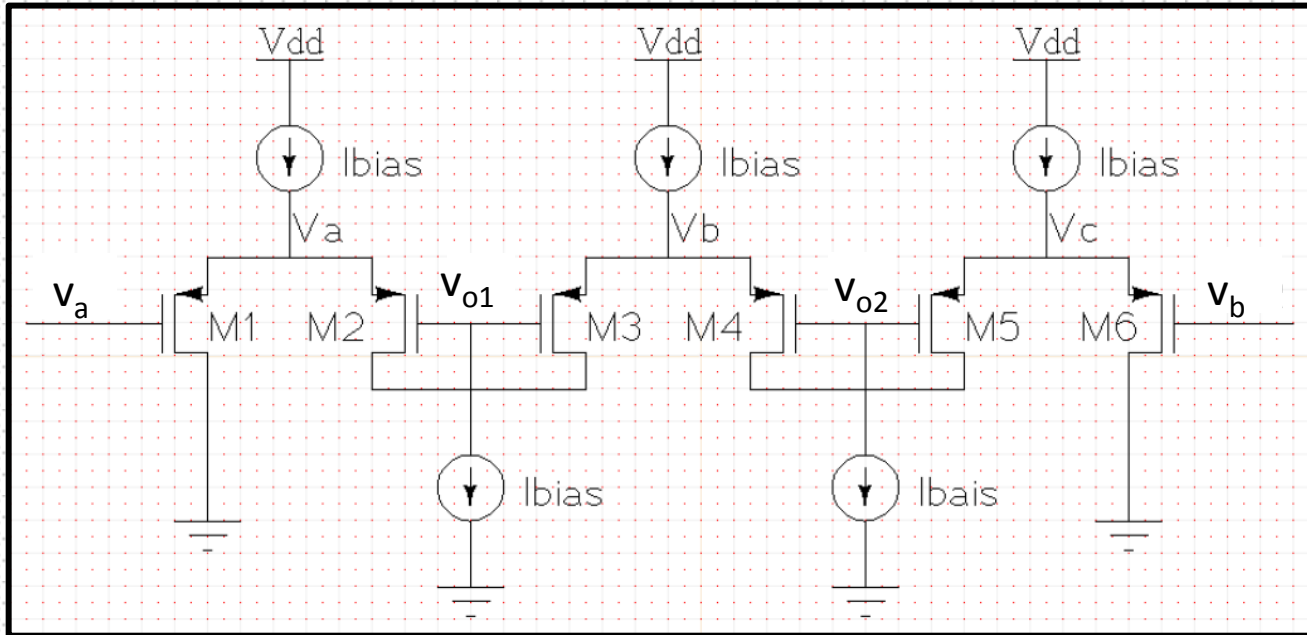 Vdd Vdd Vdd
Ibias Ibias Ibias
Va Vb Vc
va vo1 vo2 vb
M1 M2 M3 M4 M5 M6
Ibias Ibais